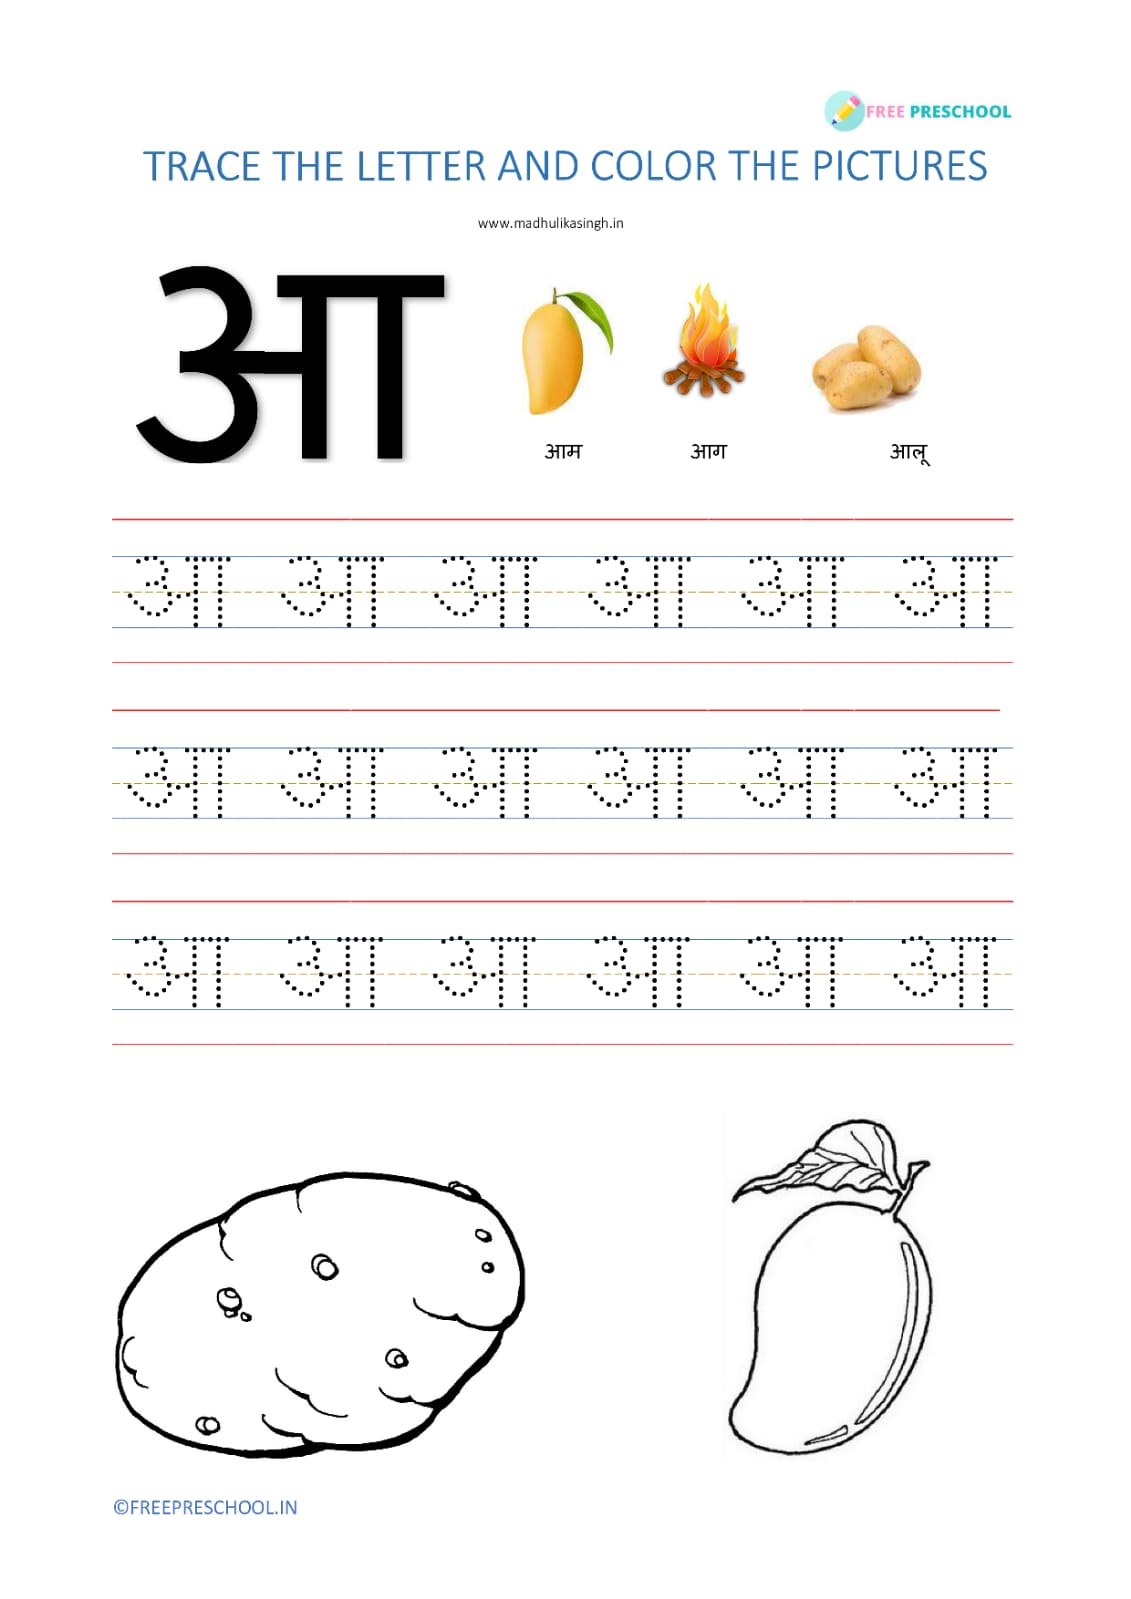 FREE PRESCHOOL
TRACE THE LETTER AND COLOR THE PICTURES
www.madhulikasingh.in
आ
आम आग आलू
आ आ आ आ आ आ
आ आ आ आ आ आ
आ आ आ आ आ आ
©FREEPRESCHOOL.IN